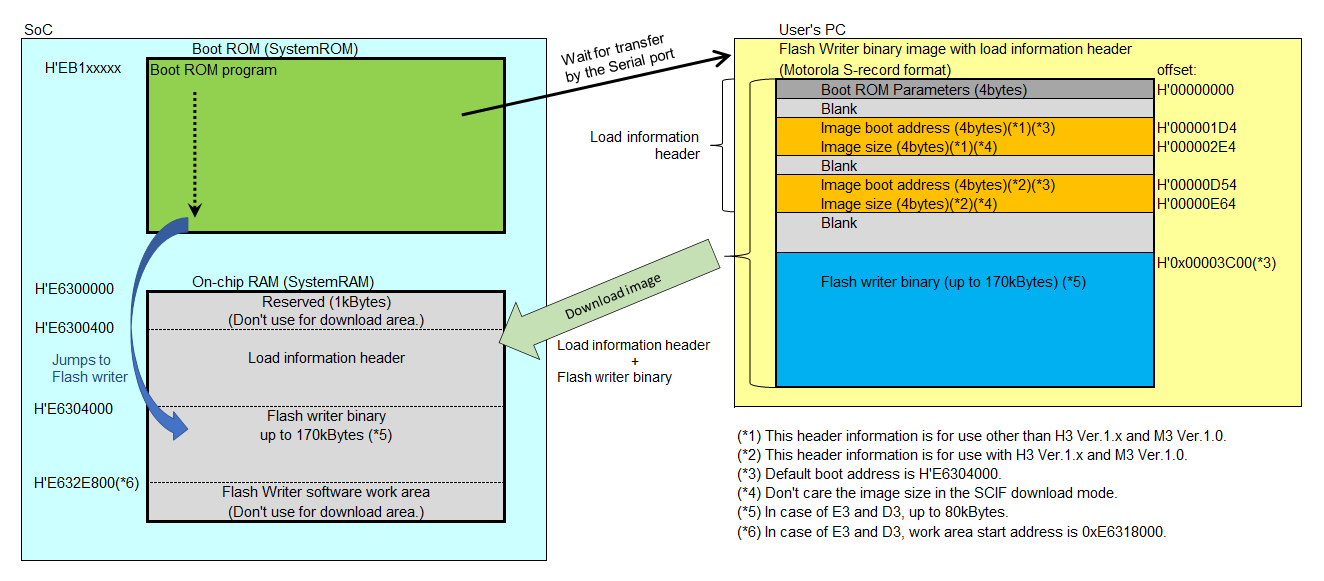 SoC
Boot ROM (SystemROM)
H'EB1xxxxx
Boot ROM program
Wait for transfer
by the Serial port
User's PC
Flash Writer binary image with load information header
(Motorola S-record format)
offset:
Boot ROM Parameters (4bytes)
H'00000000
Blank
Image boot address (4bytes)(*1)(*3)
H'000001D4
Image size (4bytes)(*1)(*4)
H'000002E4
Blank
Image boot address (4bytes)(*2)(*3)
H'00000D54
Image size (4bytes)(*2)(*4)
H'00000E64
Blank
H'0x00003C00(*3)
Flash writer binary (up to 170kBytes) (*5)
Load information
header
On-chip RAM (SystemRAM)
H'E6300000
Reserved (1kBytes)
(Don't use for download area.)
H'E6300400
Load information header
Jumps to
Flash writer
H'E6304000
Flash writer binary
up to 170kBytes (*5)
H'E632E800(*6)
Flash Writer software work area
(Don't use for download area.)
Download image
Load information header
+
Flash writer binary
(*1) This header information is for use other than H3 Ver.1.x and M3 Ver.1.0.
(*2) This header information is for use with H3 Ver.1.x and M3 Ver.1.0.
(*3) Default boot address is H'E6304000.
(*4) Don't care the image size in the SCIF download mode.
(*5) In case of E3 and D3, up to 80kBytes.
(*6) In case of E3 and D3, work area start address is 0xE6318000.